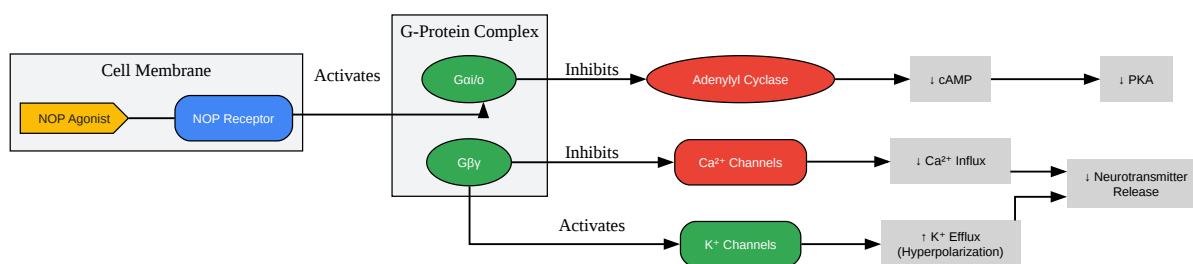 G-Protein Complex
Cell Membrane
Activates
Gαi/o
Inhibits
Adenylyl Cyclase
↓ cAMP
↓ PKA
NOP Agonist
NOP Receptor
Gβγ
Inhibits
Ca²⁺ Channels
↓ Ca²⁺ Influx
↓ Neurotransmitter
Release
Activates
K⁺ Channels
↑ K⁺ Efflux
(Hyperpolarization)